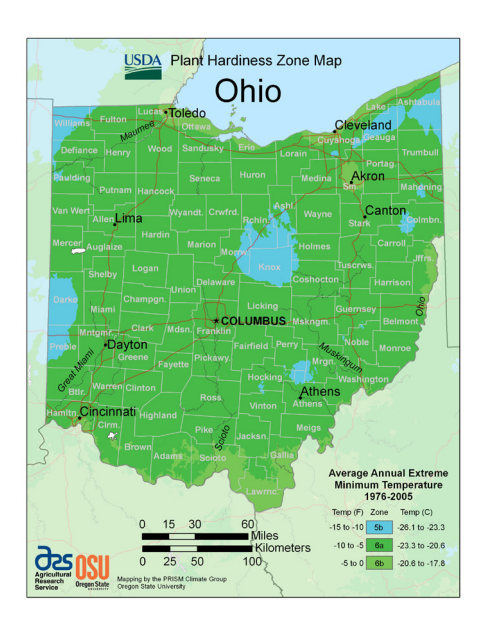 USDA Plant Hardiness Zone Map
Ohio
Williams
Fulton
Lucas
Toledo
Ottawa
Maumee
Lake
Ashtabula
Cleveland
Cuyahoga
Geauga
Defiance
Henry
Wood
Sandusky
Erie
Lorain
Trumbull
Portag.
Paulding
Putnam
Hancock
Seneca
Huron
Medina
Akron
Sm.
Mahoning
Van Wert
Allen
Lima
Wyandt.
Crwfrd.
Rchln.
Ashl.
Wayne
Canton
Stark
Colmbn.
Mercer
Auglaize
Hardin
Marion
Morrw.
Holmes
Carroll
Jffrs.
Shelby
Logan
Knox
Tuscrws.
Coshocton
Harrison
Darke
Miami
Champgn.
Union
Delaware
Licking
Guernsey
Belmont
Ohio
COLUMBUS
Franklin
Mskngm.
Preble
Mntgmr.
Dayton
Clark
Mdsn.
Greene
Fayette
Pickawy.
Fairfield
Perry
Muskingum
Noble
Monroe
Mrgn.
Great Miami
Btlr.
Warren
Clinton
Hocking
Athens
Athens
Washington
Ross
Vinton
Hamltn.
Cincinnati
Clrm.
Highland
Pike
Jacksn.
Meigs
Brown
Adams
Scioto
Scioto
Gallia
Lawrnc.
Average Annual Extreme
Minimum Temperature
1976-2005
Temp (F) Zone Temp (C)
-15 to -10 5b -26.1 to -23.3
-10 to -5 6a -23.3 to -20.6
-5 to 0 6b -20.6 to -17.8
0 15 30 60
Miles
Kilometers
0 25 50 100
ars
Agricultural
Research
Service
OSU
Oregon State
University
Mapping by the PRISM Climate Group
Oregon State University